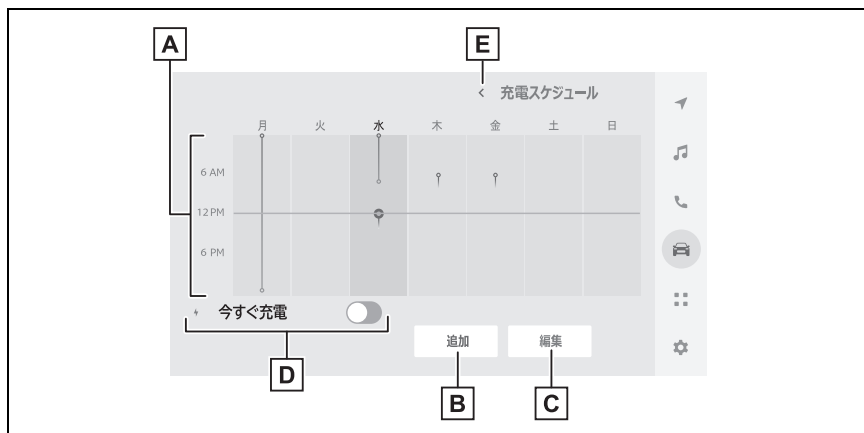 A
E
< 充電スケジュール
月 火 水 木 金 土 日
6 AM
12 PM
6 PM
今すぐ充電
追加 編集
D
B
C